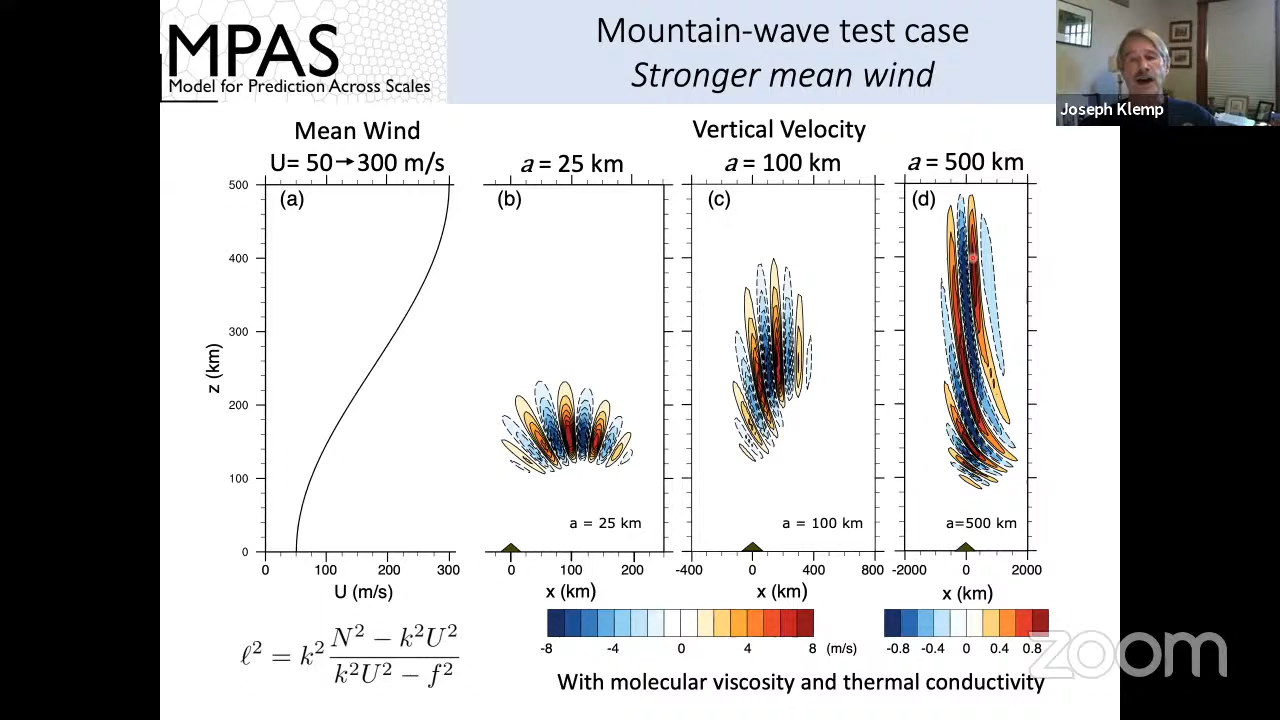 MPAS
Model for Prediction Across Scales
Mountain-wave test case
Stronger mean wind
Joseph Klemp
Mean Wind
U= 50→300 m/s
Vertical Velocity
a = 25 km
a = 100 km
a = 500 km
(a)
(b)
(c)
(d)
500
400
300
200
100
0
z (km)
a = 25 km
a = 100 km
a=500 km
0 100 200 300
U (m/s)
0 100 200
x (km)
-400 0 400 800
x (km)
-2000 0 2000
x (km)
-8 -4 0 4 8 (m/s)
-0.8 -0.4 0 0.4 0.8
ℓ² = k² (N² − k²U²) / (k²U² − f²)
With molecular viscosity and thermal conductivity
zoom